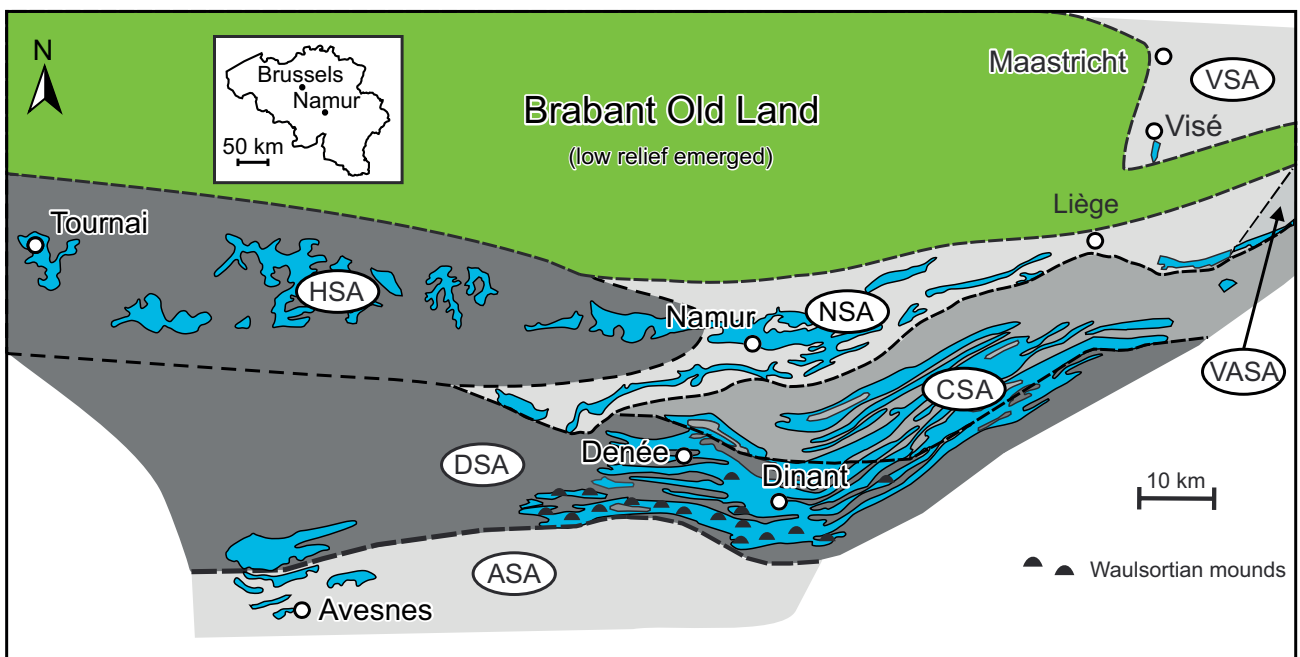 N
Brussels
Namur
50 km
Brabant Old Land
(low relief emerged)
Maastricht
VSA
Visé
Tournai
Liège
HSA
Namur
NSA
VASA
CSA
DSA
Denée
Dinant
10 km
ASA
Waulsortian mounds
Avesnes